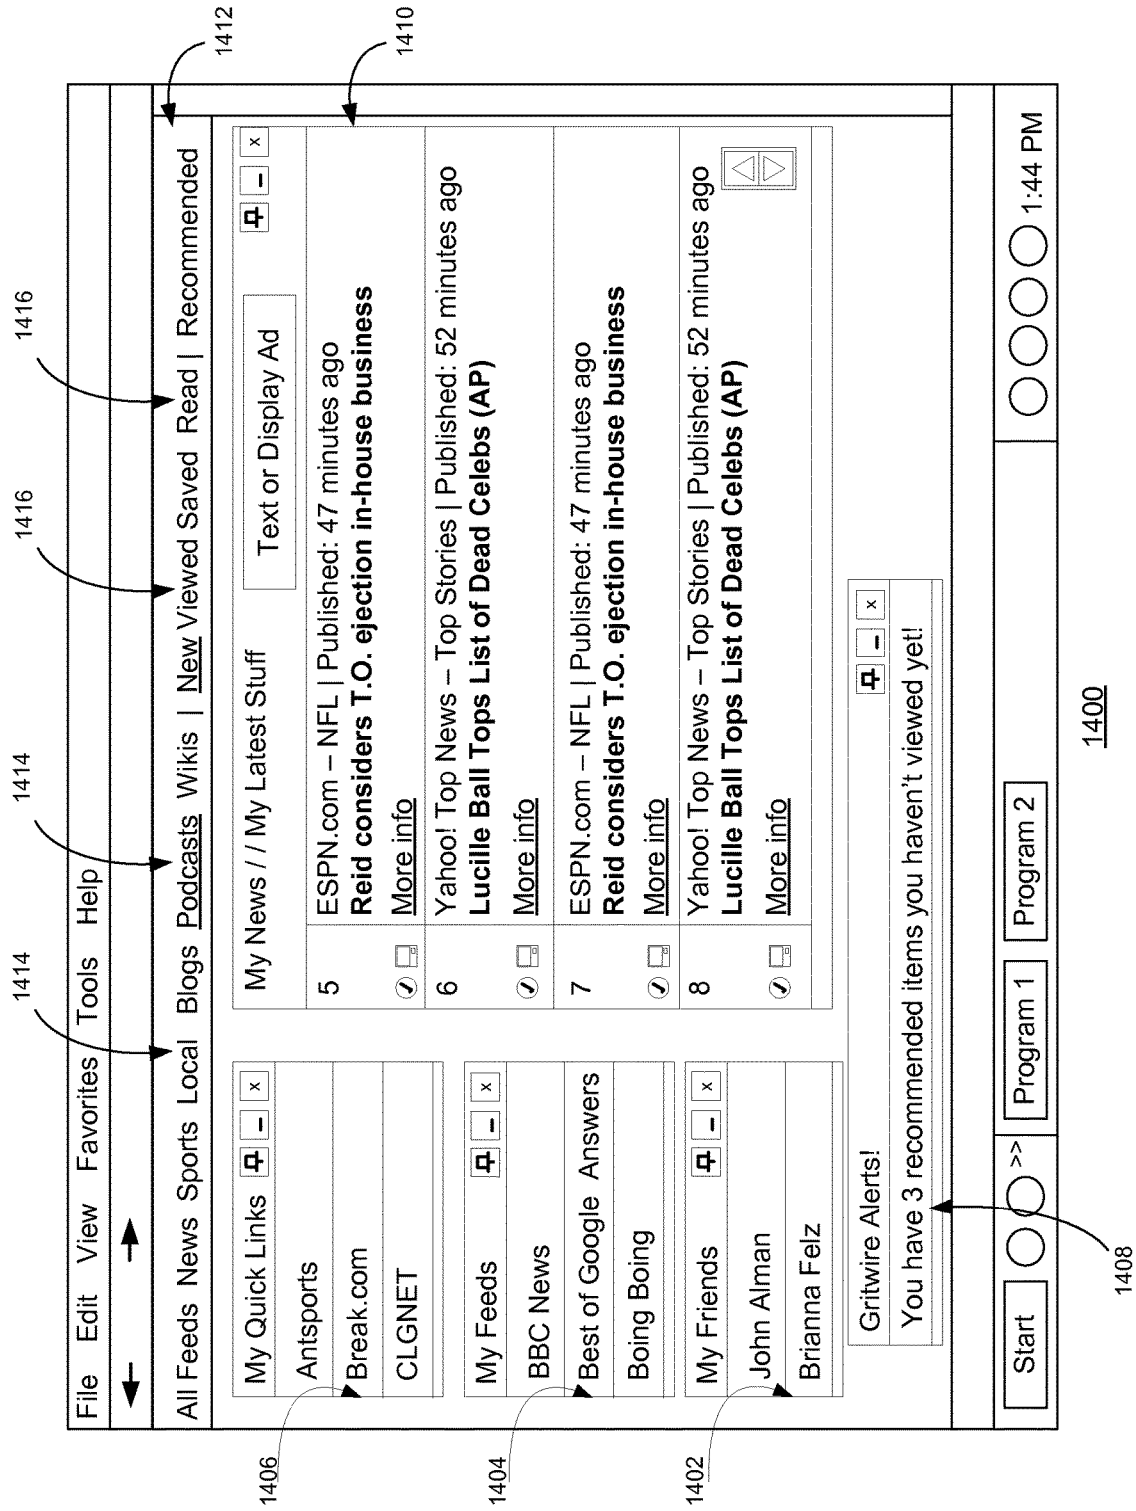 1412
1410
1416
1416
1414
1414
File Edit View Favorites Tools Help
All Feeds News Sports Local Blogs Podcasts Wikis | New Viewed Saved Read | Recommended
My Quick Links x
Antsports
Break.com
CLGNET
1406
My Feeds x
BBC News
Best of Google Answers
Boing Boing
1404
My Friends x
John Alman
Brianna Felz
1402
My News / / My Latest Stuff
Text or Display Ad
x
5
ESPN.com – NFL | Published: 47 minutes ago
Reid considers T.O. ejection in-house business
More info
6
Yahoo! Top News – Top Stories | Published: 52 minutes ago
Lucille Ball Tops List of Dead Celebs (AP)
More info
7
ESPN.com – NFL | Published: 47 minutes ago
Reid considers T.O. ejection in-house business
More info
8
Yahoo! Top News – Top Stories | Published: 52 minutes ago
Lucille Ball Tops List of Dead Celebs (AP)
More info
Gritwire Alerts! x
You have 3 recommended items you haven't viewed yet!
1408
Start >> Program 1 Program 2 1:44 PM
1400